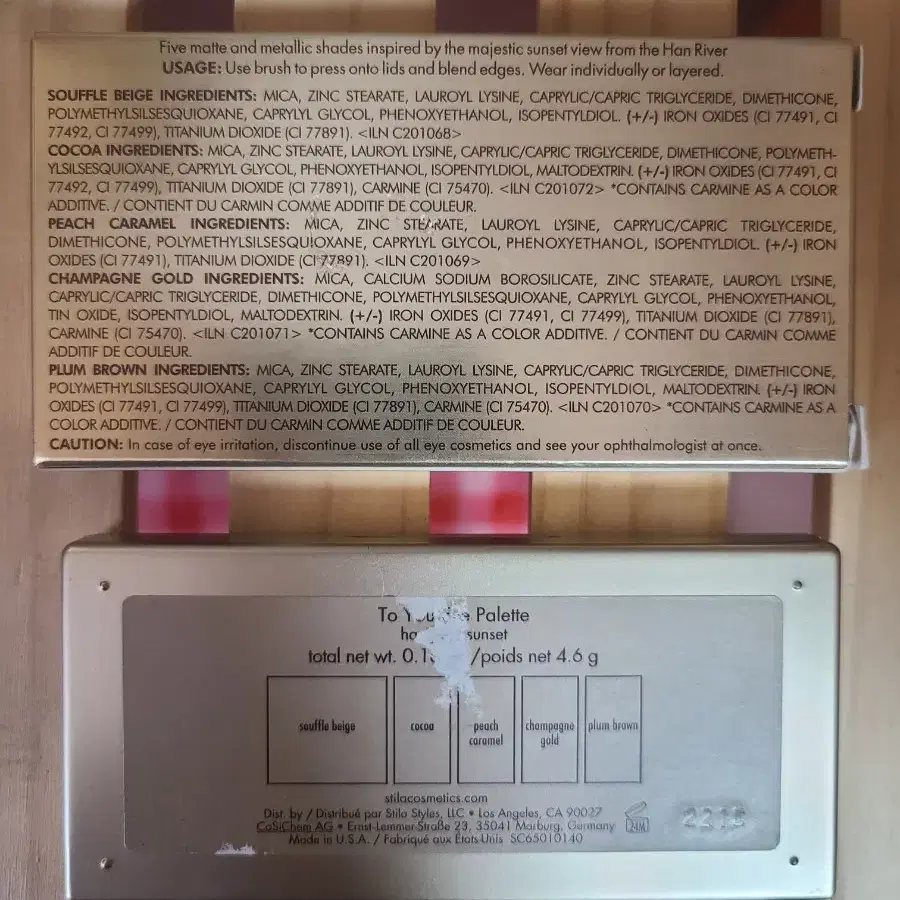 Five matte and metallic shades inspired by the majestic sunset view from the Han River
USAGE: Use brush to press onto lids and blend edges. Wear individually or layered.
SOUFFLE BEIGE INGREDIENTS: MICA, ZINC STEARATE, LAUROYL LYSINE, CAPRYLIC/CAPRIC TRIGLYCERIDE, DIMETHICONE,
POLYMETHYLSILSESQUIOXANE, CAPRYLYL GLYCOL, PHENOXYETHANOL, ISOPENTYLDIOL. (+/-) IRON OXIDES (CI 77491, CI
77492, CI 77499), TITANIUM DIOXIDE (CI 77891). <ILN C201068>
COCOA INGREDIENTS: MICA, ZINC STEARATE, LAUROYL LYSINE, CAPRYLIC/CAPRIC TRIGLYCERIDE, DIMETHICONE, POLYMETH-
YLSILSESQUIOXANE, CAPRYLYL GLYCOL, PHENOXYETHANOL, ISOPENTYLDIOL, MALTODEXTRIN. (+/-) IRON OXIDES (CI 77491, CI
77492, CI 77499), TITANIUM DIOXIDE (CI 77891), CARMINE (CI 75470). <ILN C201072> *CONTAINS CARMINE AS A COLOR
ADDITIVE. / CONTIENT DU CARMIN COMME ADDITIF DE COULEUR.
PEACH CARAMEL INGREDIENTS: MICA, ZINC STEARATE, LAUROYL LYSINE, CAPRYLIC/CAPRIC TRIGLYCERIDE,
DIMETHICONE, POLYMETHYLSILSESQUIOXANE, CAPRYLYL GLYCOL, PHENOXYETHANOL, ISOPENTYLDIOL. (+/-) IRON
OXIDES (CI 77491), TITANIUM DIOXIDE (CI 77891). <ILN C201069>
CHAMPAGNE GOLD INGREDIENTS: MICA, CALCIUM SODIUM BOROSILICATE, ZINC STEARATE, LAUROYL LYSINE,
CAPRYLIC/CAPRIC TRIGLYCERIDE, DIMETHICONE, POLYMETHYLSILSESQUIOXANE, CAPRYLYL GLYCOL, PHENOXYETHANOL,
TIN OXIDE, ISOPENTYLDIOL, MALTODEXTRIN. (+/-) IRON OXIDES (CI 77491, CI 77499), TITANIUM DIOXIDE (CI 77891),
CARMINE (CI 75470). <ILN C201071> *CONTAINS CARMINE AS A COLOR ADDITIVE. / CONTIENT DU CARMIN COMME
ADDITIF DE COULEUR.
PLUM BROWN INGREDIENTS: MICA, ZINC STEARATE, LAUROYL LYSINE, CAPRYLIC/CAPRIC TRIGLYCERIDE, DIMETHICONE,
POLYMETHYLSILSESQUIOXANE, CAPRYLYL GLYCOL, PHENOXYETHANOL, ISOPENTYLDIOL, MALTODEXTRIN. (+/-) IRON
OXIDES (CI 77491, CI 77499), TITANIUM DIOXIDE (CI 77891), CARMINE (CI 75470). <ILN C201070> *CONTAINS CARMINE AS A
COLOR ADDITIVE. / CONTIENT DU CARMIN COMME ADDITIF DE COULEUR.
CAUTION: In case of eye irritation, discontinue use of all eye cosmetics and see your ophthalmologist at once.
To Palette
sunset
total net wt. /poids net 4.6 g
souffle beige
cocoa
peach caramel
champagne gold
plum brown
stilacosmetics.com
Dist. by / Distribué par Stila Styles, LLC • Los Angeles, CA 90027
CoSiChem AG • Ernst-Lemmer-Straße 23, 35041 Marburg, Germany
Made in U.S.A. / Fabriqué aux États-Unis SC65010140
24M